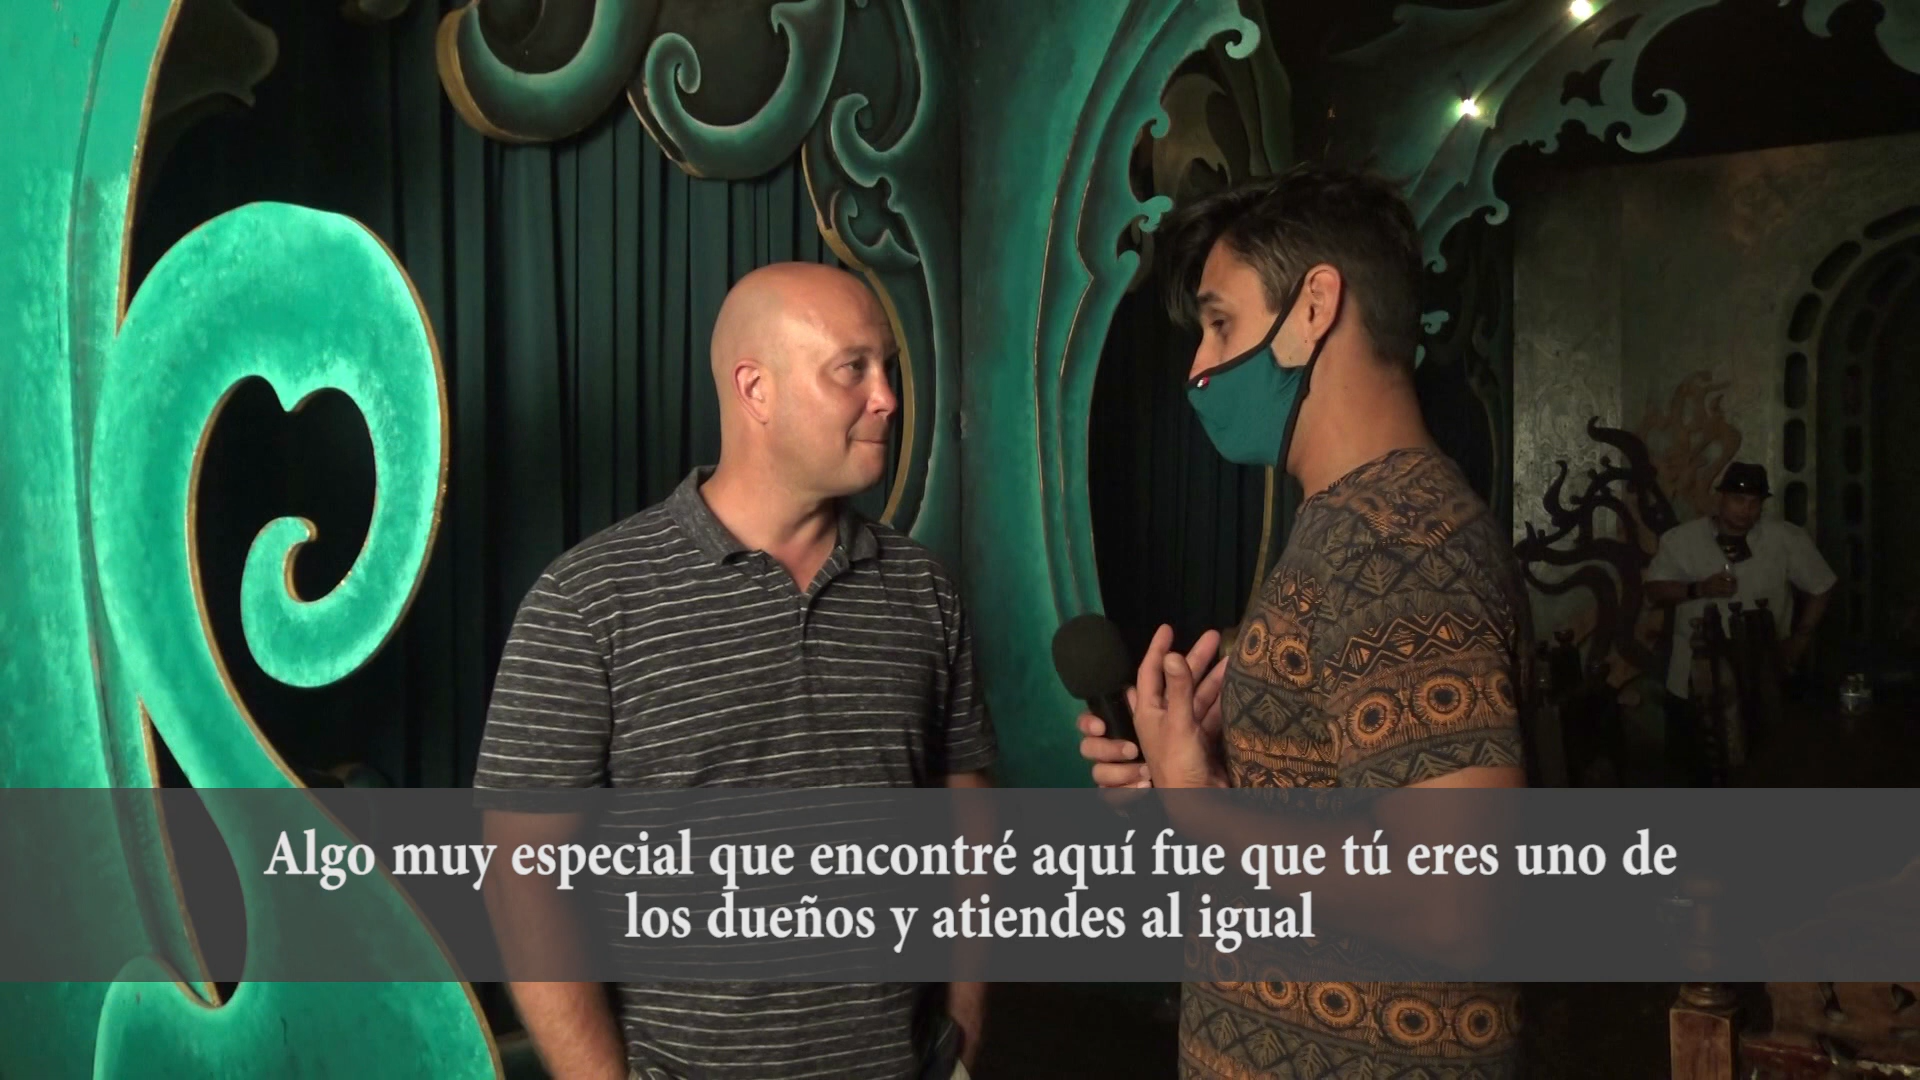 Algo muy especial que encontré aquí fue que tú eres uno de
los dueños y atiendes al igual